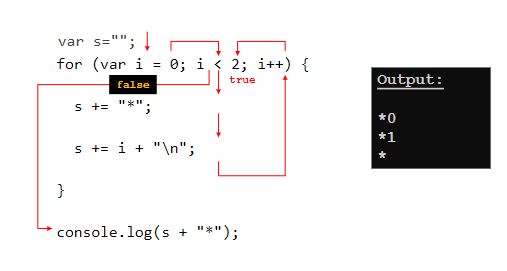 var s="";
for (var i = 0; i < 2; i++) {
false
true
s += "*";
s += i + "\n";
}
console.log(s + "*");
Output:
*0
*1
*